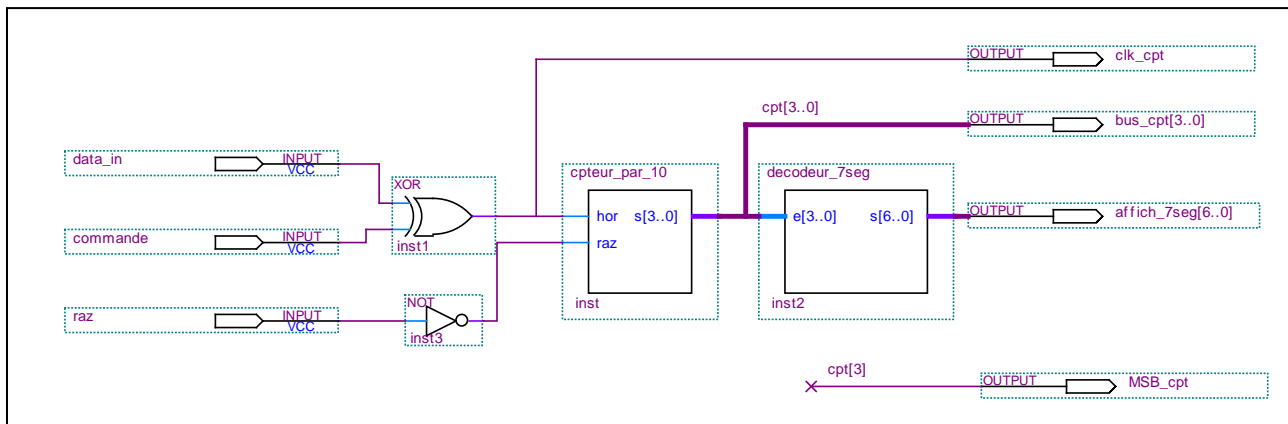 OUTPUT
clk_cpt
cpt[3..0]
OUTPUT
bus_cpt[3..0]
data_in
INPUT
VCC
cpteur_par_10
decodeur_7seg
XOR
hor
s[3..0]
e[3..0]
s[6..0]
OUTPUT
affich_7seg[6..0]
commande
INPUT
VCC
inst1
raz
inst
inst2
NOT
raz
INPUT
VCC
inst3
cpt[3]
OUTPUT
MSB_cpt